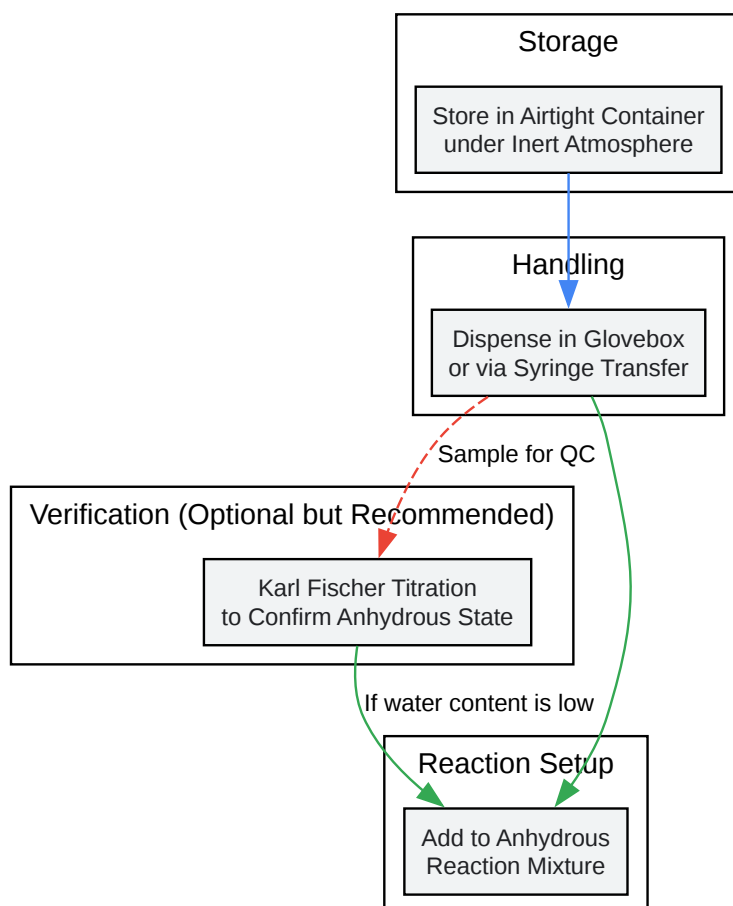 Storage
Store in Airtight Container
under Inert Atmosphere
Handling
Dispense in Glovebox
or via Syringe Transfer
Sample for QC
Verification (Optional but Recommended)
Karl Fischer Titration
to Confirm Anhydrous State
If water content is low
Reaction Setup
Add to Anhydrous
Reaction Mixture